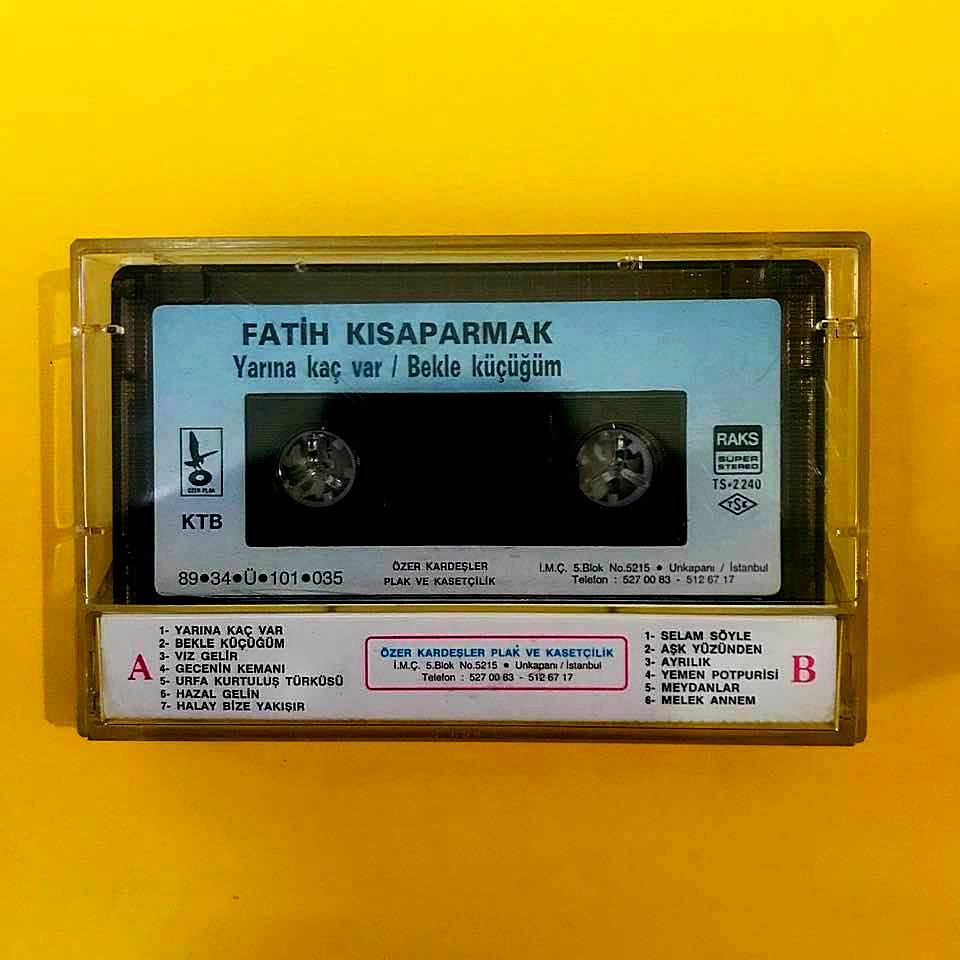 FATİH KISAPARMAK
Yarına kaç var / Bekle küçüğüm
ÖZER PLAK
KTB
RAKS
SÜPER
STEREO
TS•2240
TSE
89•34•Ü•101•035
ÖZER KARDEŞLER
PLAK VE KASETÇİLİK
İ.M.Ç. 5.Blok No.5215 • Unkapanı / İstanbul
Telefon : 527 00 83 - 512 67 17
A
1- YARINA KAÇ VAR
2- BEKLE KÜÇÜĞÜM
3- VIZ GELİR
4- GECENİN KEMANI
5- URFA KURTULUŞ TÜRKÜSÜ
6- HAZAL GELİN
7- HALAY BİZE YAKIŞIR
ÖZER KARDEŞLER PLAK VE KASETÇİLİK
İ.M.Ç. 5.Blok No.5215 • Unkapanı / İstanbul
Telefon : 527 00 83 - 512 67 17
1- SELAM SÖYLE
2- AŞK YÜZÜNDEN
3- AYRILIK
4- YEMEN POTPURİSİ
5- MEYDANLAR
6- MELEK ANNEM
B